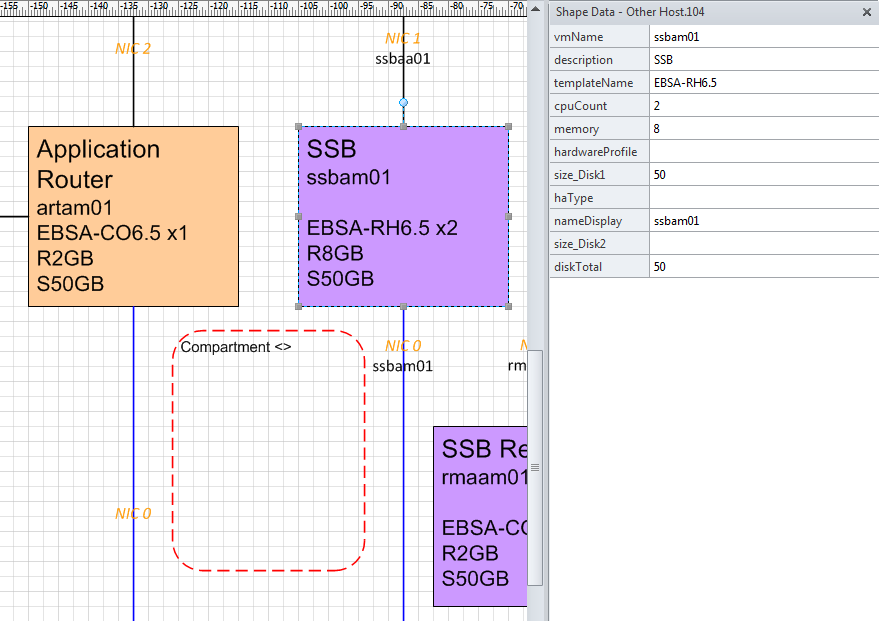 -155 -150 -145 -140 -135 -130 -125 -120 -115 -110 -105 -100 -95 -90 -85 -80 -75 -70
NIC 2
NIC 1
ssbaa01
Application
Router
artam01
EBSA-CO6.5 x1
R2GB
S50GB
SSB
ssbam01
EBSA-RH6.5 x2
R8GB
S50GB
Compartment <>
NIC 0
ssbam01
N
rm
NIC 0
SSB Re
rmaam01
EBSA-CO
R2GB
S50GB
Shape Data - Other Host.104
vmName ssbam01
description SSB
templateName EBSA-RH6.5
cpuCount 2
memory 8
hardwareProfile
size_Disk1 50
haType
nameDisplay ssbam01
size_Disk2
diskTotal 50